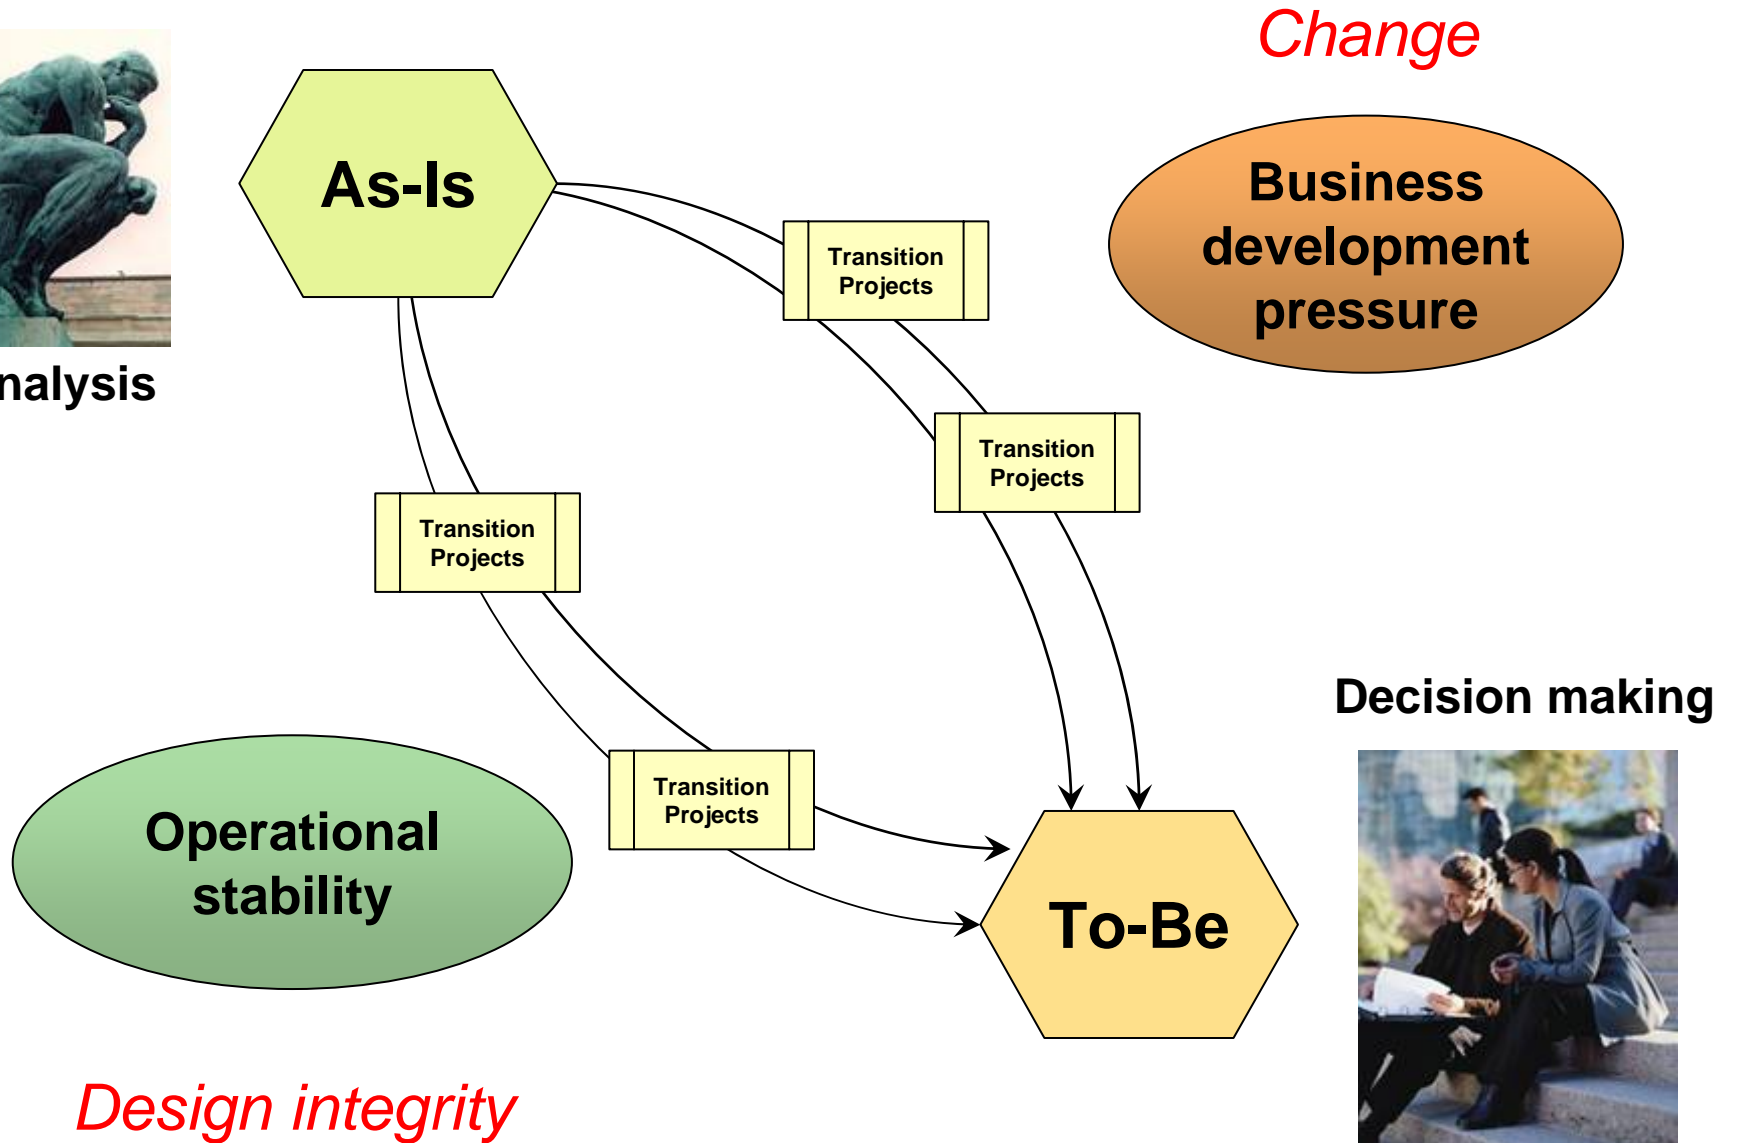 Change
As-Is
Business
development
pressure
Transition
Projects
nalysis
Transition
Projects
Transition
Projects
Decision making
Transition
Projects
Operational
stability
To-Be
Design integrity